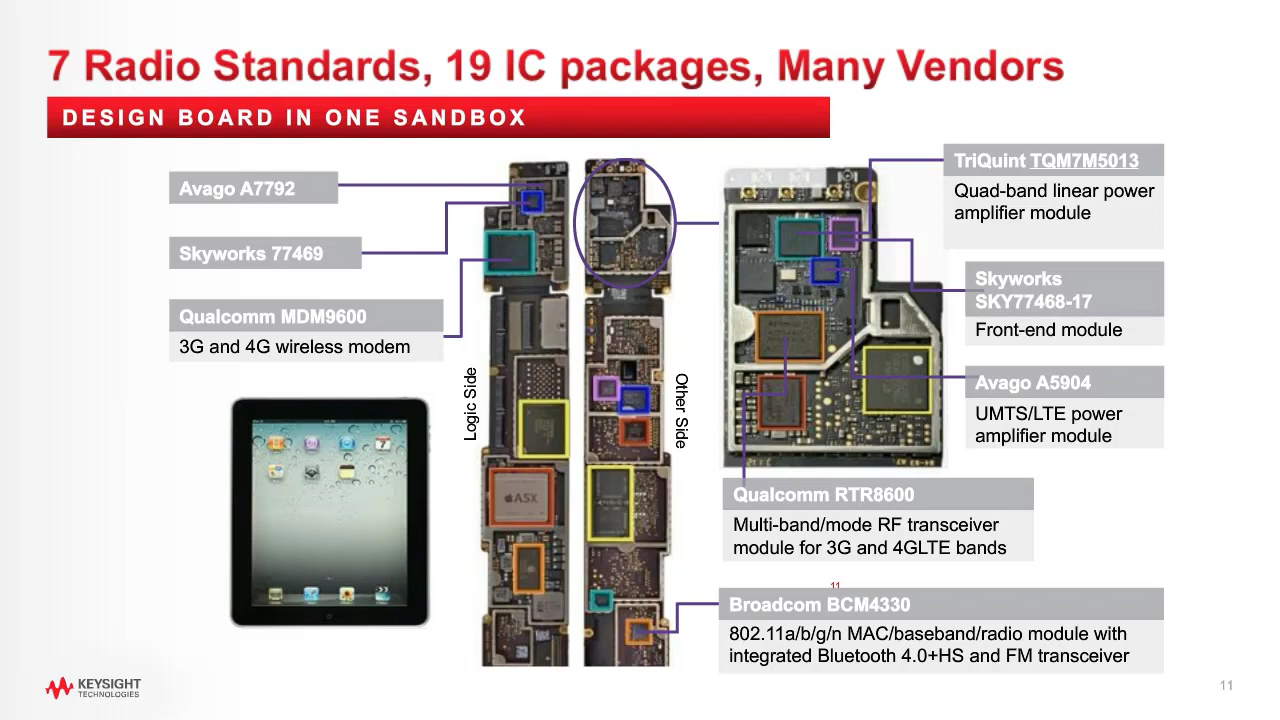 7 Radio Standards, 19 IC packages, Many Vendors
DESIGN BOARD IN ONE SANDBOX
Avago A7792
Skyworks 77469
Qualcomm MDM9600
3G and 4G wireless modem
Logic Side
Other Side
A5X
TriQuint TQM7M5013
Quad-band linear power
amplifier module
Skyworks
SKY77468-17
Front-end module
Avago A5904
UMTS/LTE power
amplifier module
Qualcomm RTR8600
Multi-band/mode RF transceiver
module for 3G and 4GLTE bands
11
Broadcom BCM4330
802.11a/b/g/n MAC/baseband/radio module with
integrated Bluetooth 4.0+HS and FM transceiver
KEYSIGHT
TECHNOLOGIES
11